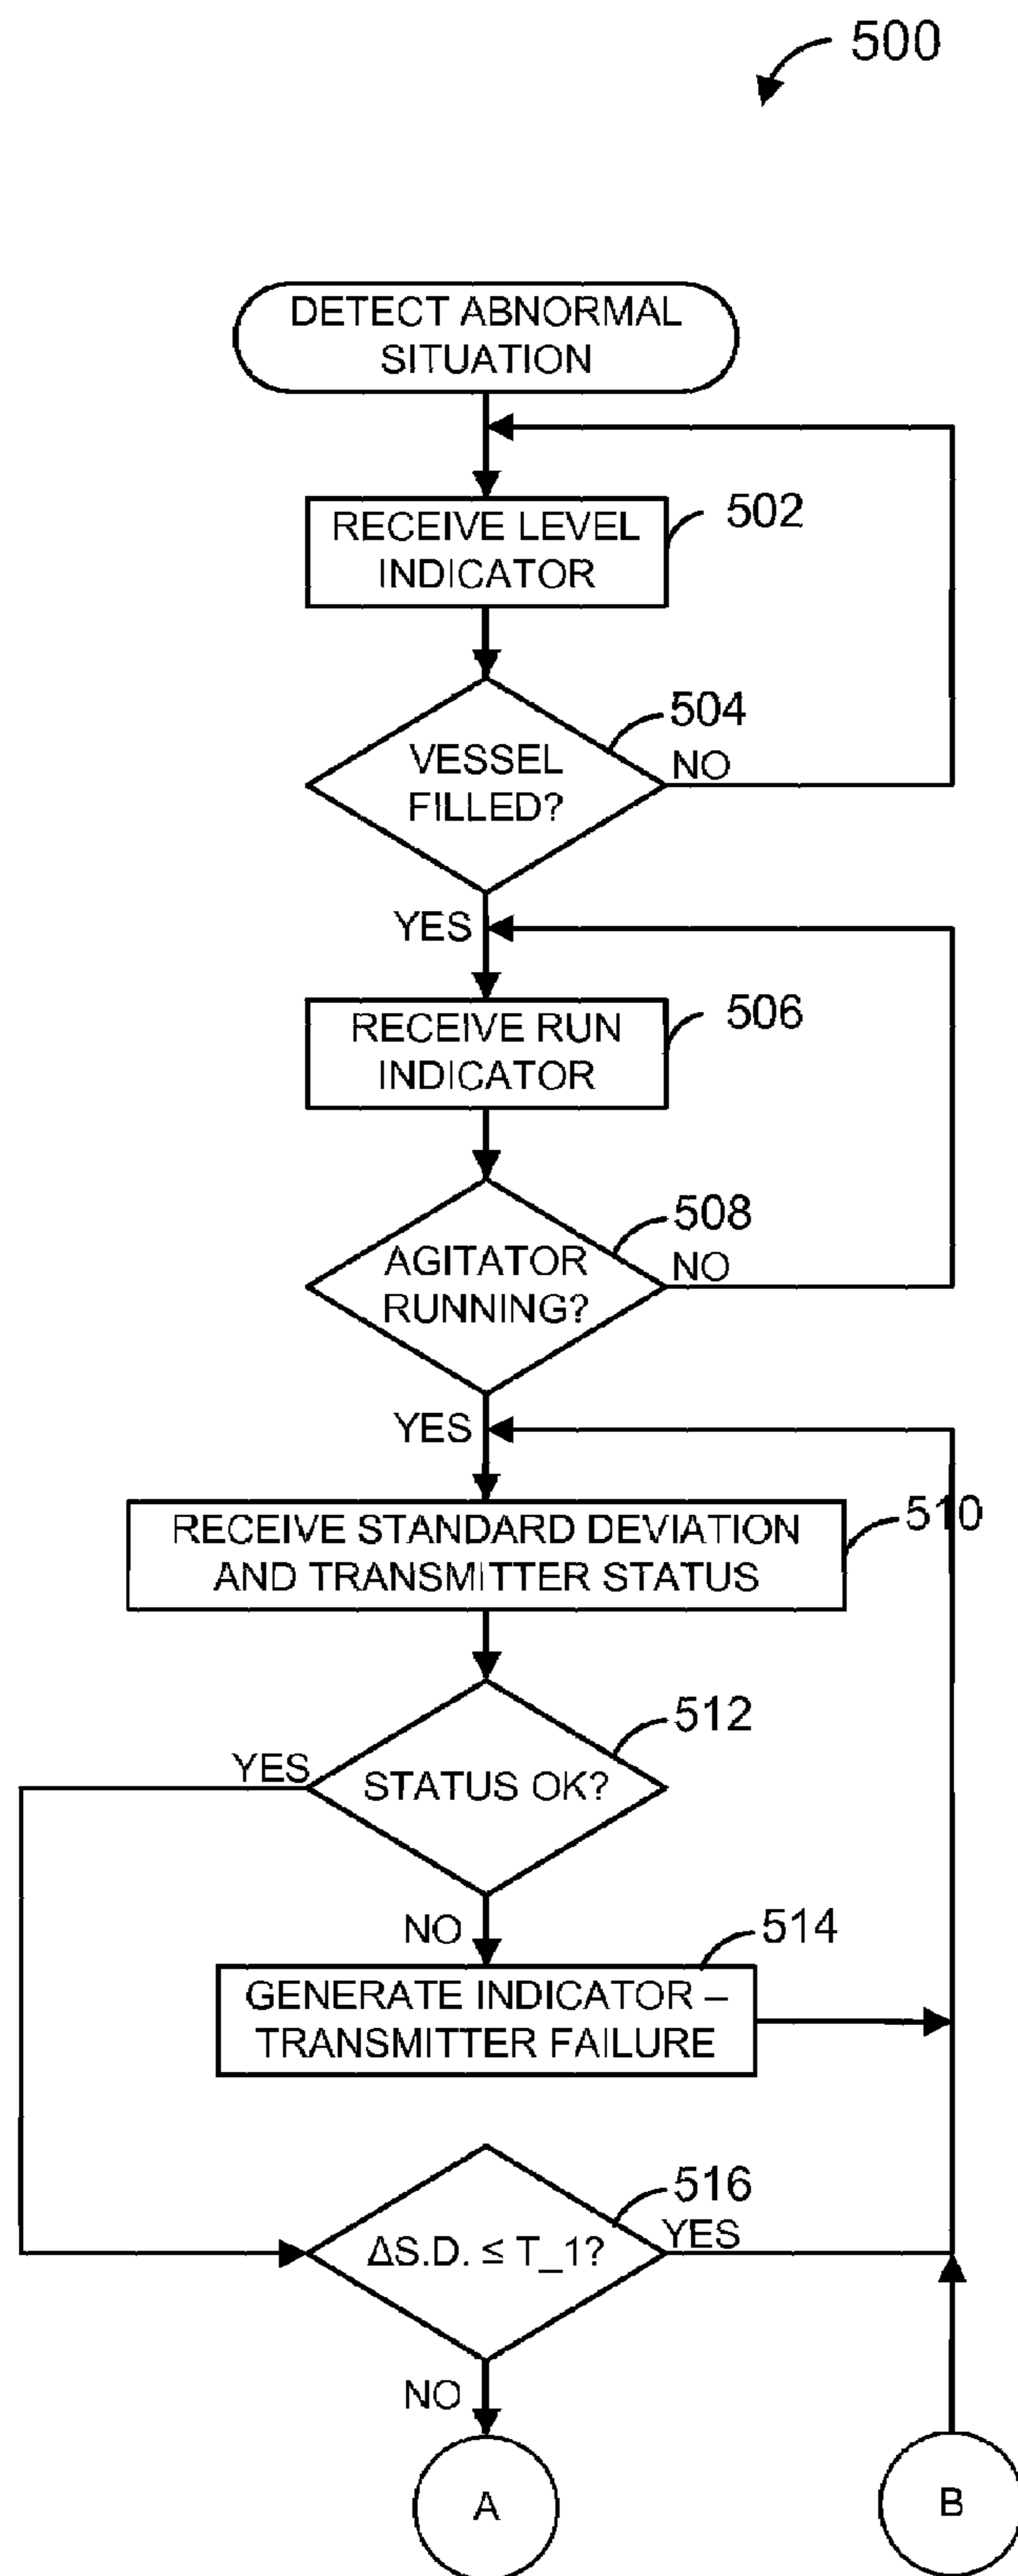 500
DETECT ABNORMAL
SITUATION
RECEIVE LEVEL
INDICATOR
502
VESSEL
FILLED?
504
NO
YES
RECEIVE RUN
INDICATOR
506
AGITATOR
RUNNING?
508
NO
YES
RECEIVE STANDARD DEVIATION
AND TRANSMITTER STATUS
510
STATUS OK?
512
YES
NO
GENERATE INDICATOR –
TRANSMITTER FAILURE
514
ΔS.D. ≤ T_1?
516
YES
NO
A
B